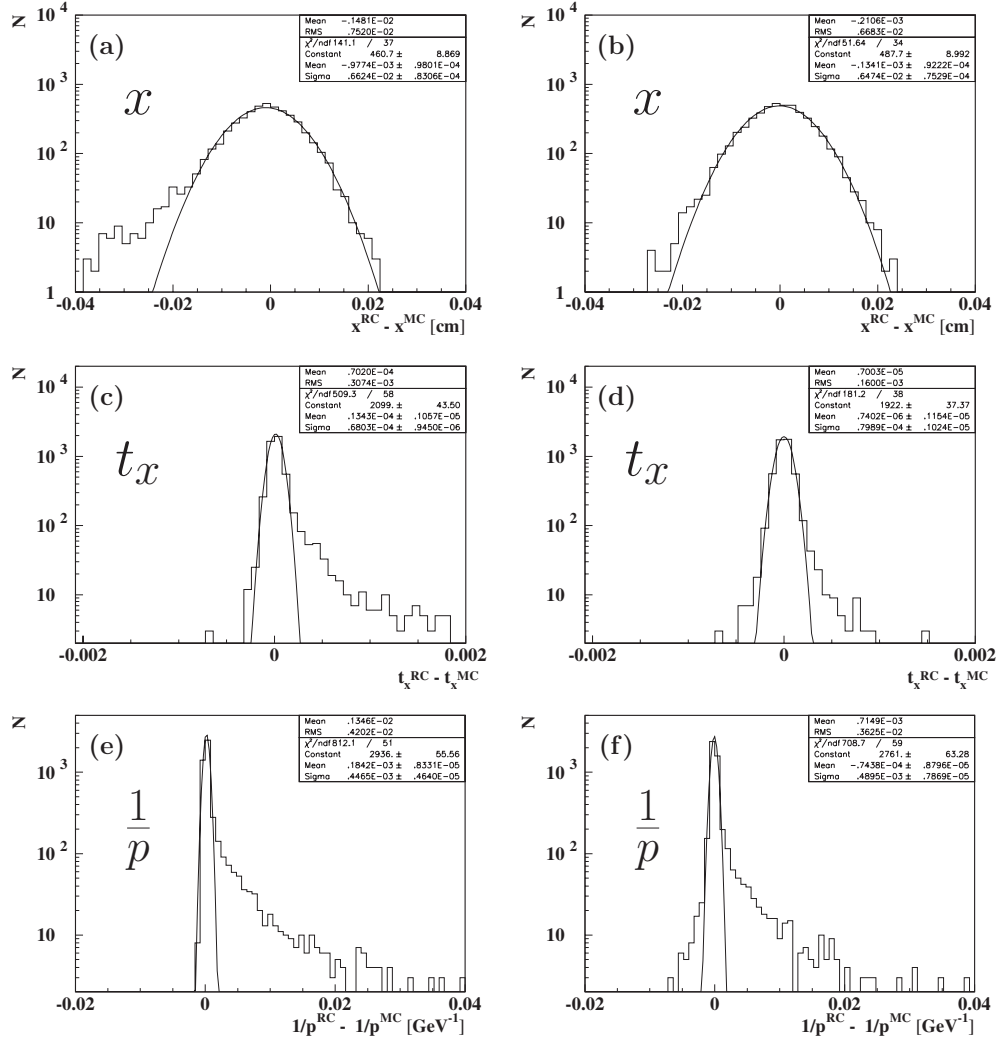 N
(a)
x
Mean -.1481E-02
RMS .7520E-02
χ²/ndf 141.1 / 37
Constant 460.7 ± 8.869
Mean -.9774E-03 ± .9801E-04
Sigma .6624E-02 ± .8306E-04
10^4
10^3
10^2
10
1
-0.04 -0.02 0 0.02 0.04
x^RC - x^MC [cm]
N
(b)
x
Mean -.2106E-03
RMS .6683E-02
χ²/ndf 51.64 / 34
Constant 487.7 ± 8.992
Mean -.1341E-03 ± .9222E-04
Sigma .6474E-02 ± .7529E-04
10^4
10^3
10^2
10
1
-0.04 -0.02 0 0.02 0.04
x^RC - x^MC [cm]
N
(c)
t_x
Mean .7020E-04
RMS .3074E-03
χ²/ndf 509.3 / 58
Constant 2099. ± 43.50
Mean .1343E-04 ± .1057E-05
Sigma .6803E-04 ± .9450E-06
10^4
10^3
10^2
10
-0.002 0 0.002
t_x^RC - t_x^MC
N
(d)
t_x
Mean .7003E-05
RMS .1600E-03
χ²/ndf 181.2 / 38
Constant 1922. ± 37.37
Mean .7402E-06 ± .1154E-05
Sigma .7989E-04 ± .1024E-05
10^4
10^3
10^2
10
-0.002 0 0.002
t_x^RC - t_x^MC
N
(e)
1/p
Mean .1346E-02
RMS .4202E-02
χ²/ndf 812.1 / 51
Constant 2936. ± 55.56
Mean .1842E-03 ± .8331E-05
Sigma .4465E-03 ± .4640E-05
10^3
10^2
10
-0.02 0 0.02 0.04
1/p^RC - 1/p^MC [GeV^-1]
N
(f)
1/p
Mean .7149E-03
RMS .3625E-02
χ²/ndf 708.7 / 59
Constant 2761. ± 63.28
Mean -.7438E-04 ± .8796E-05
Sigma .4895E-03 ± .7869E-05
10^3
10^2
10
-0.02 0 0.02 0.04
1/p^RC - 1/p^MC [GeV^-1]